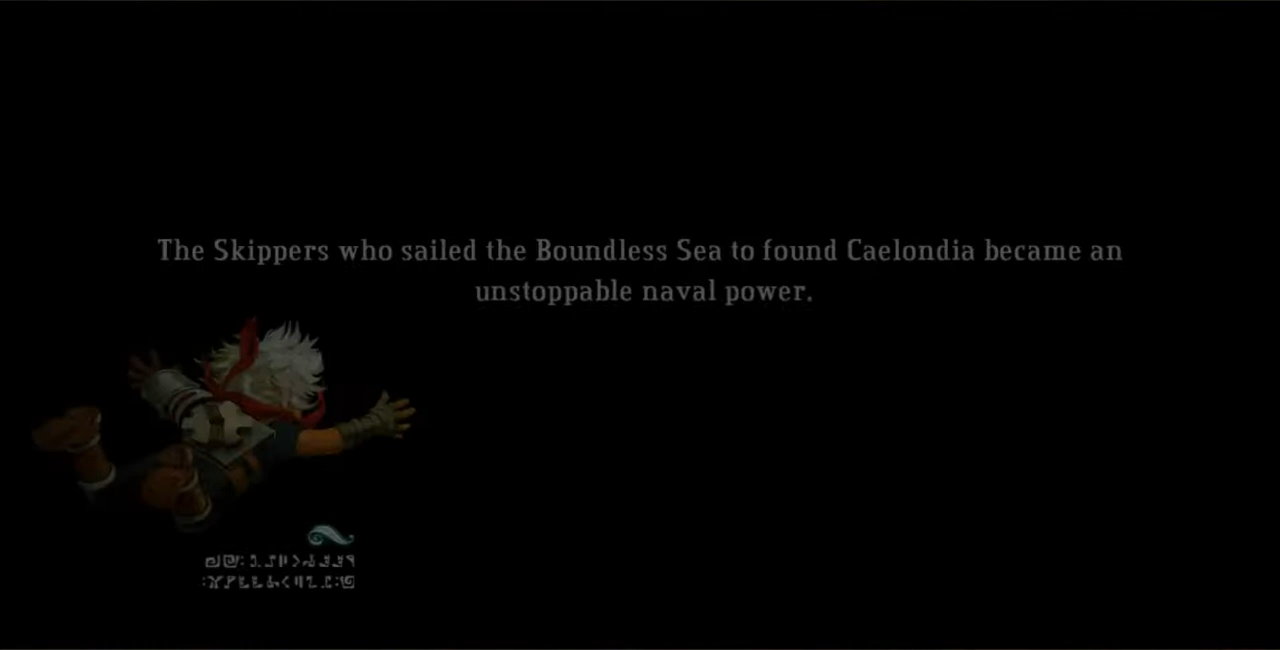 The Skippers who sailed the Boundless Sea to found Caelondia became an
unstoppable naval power.